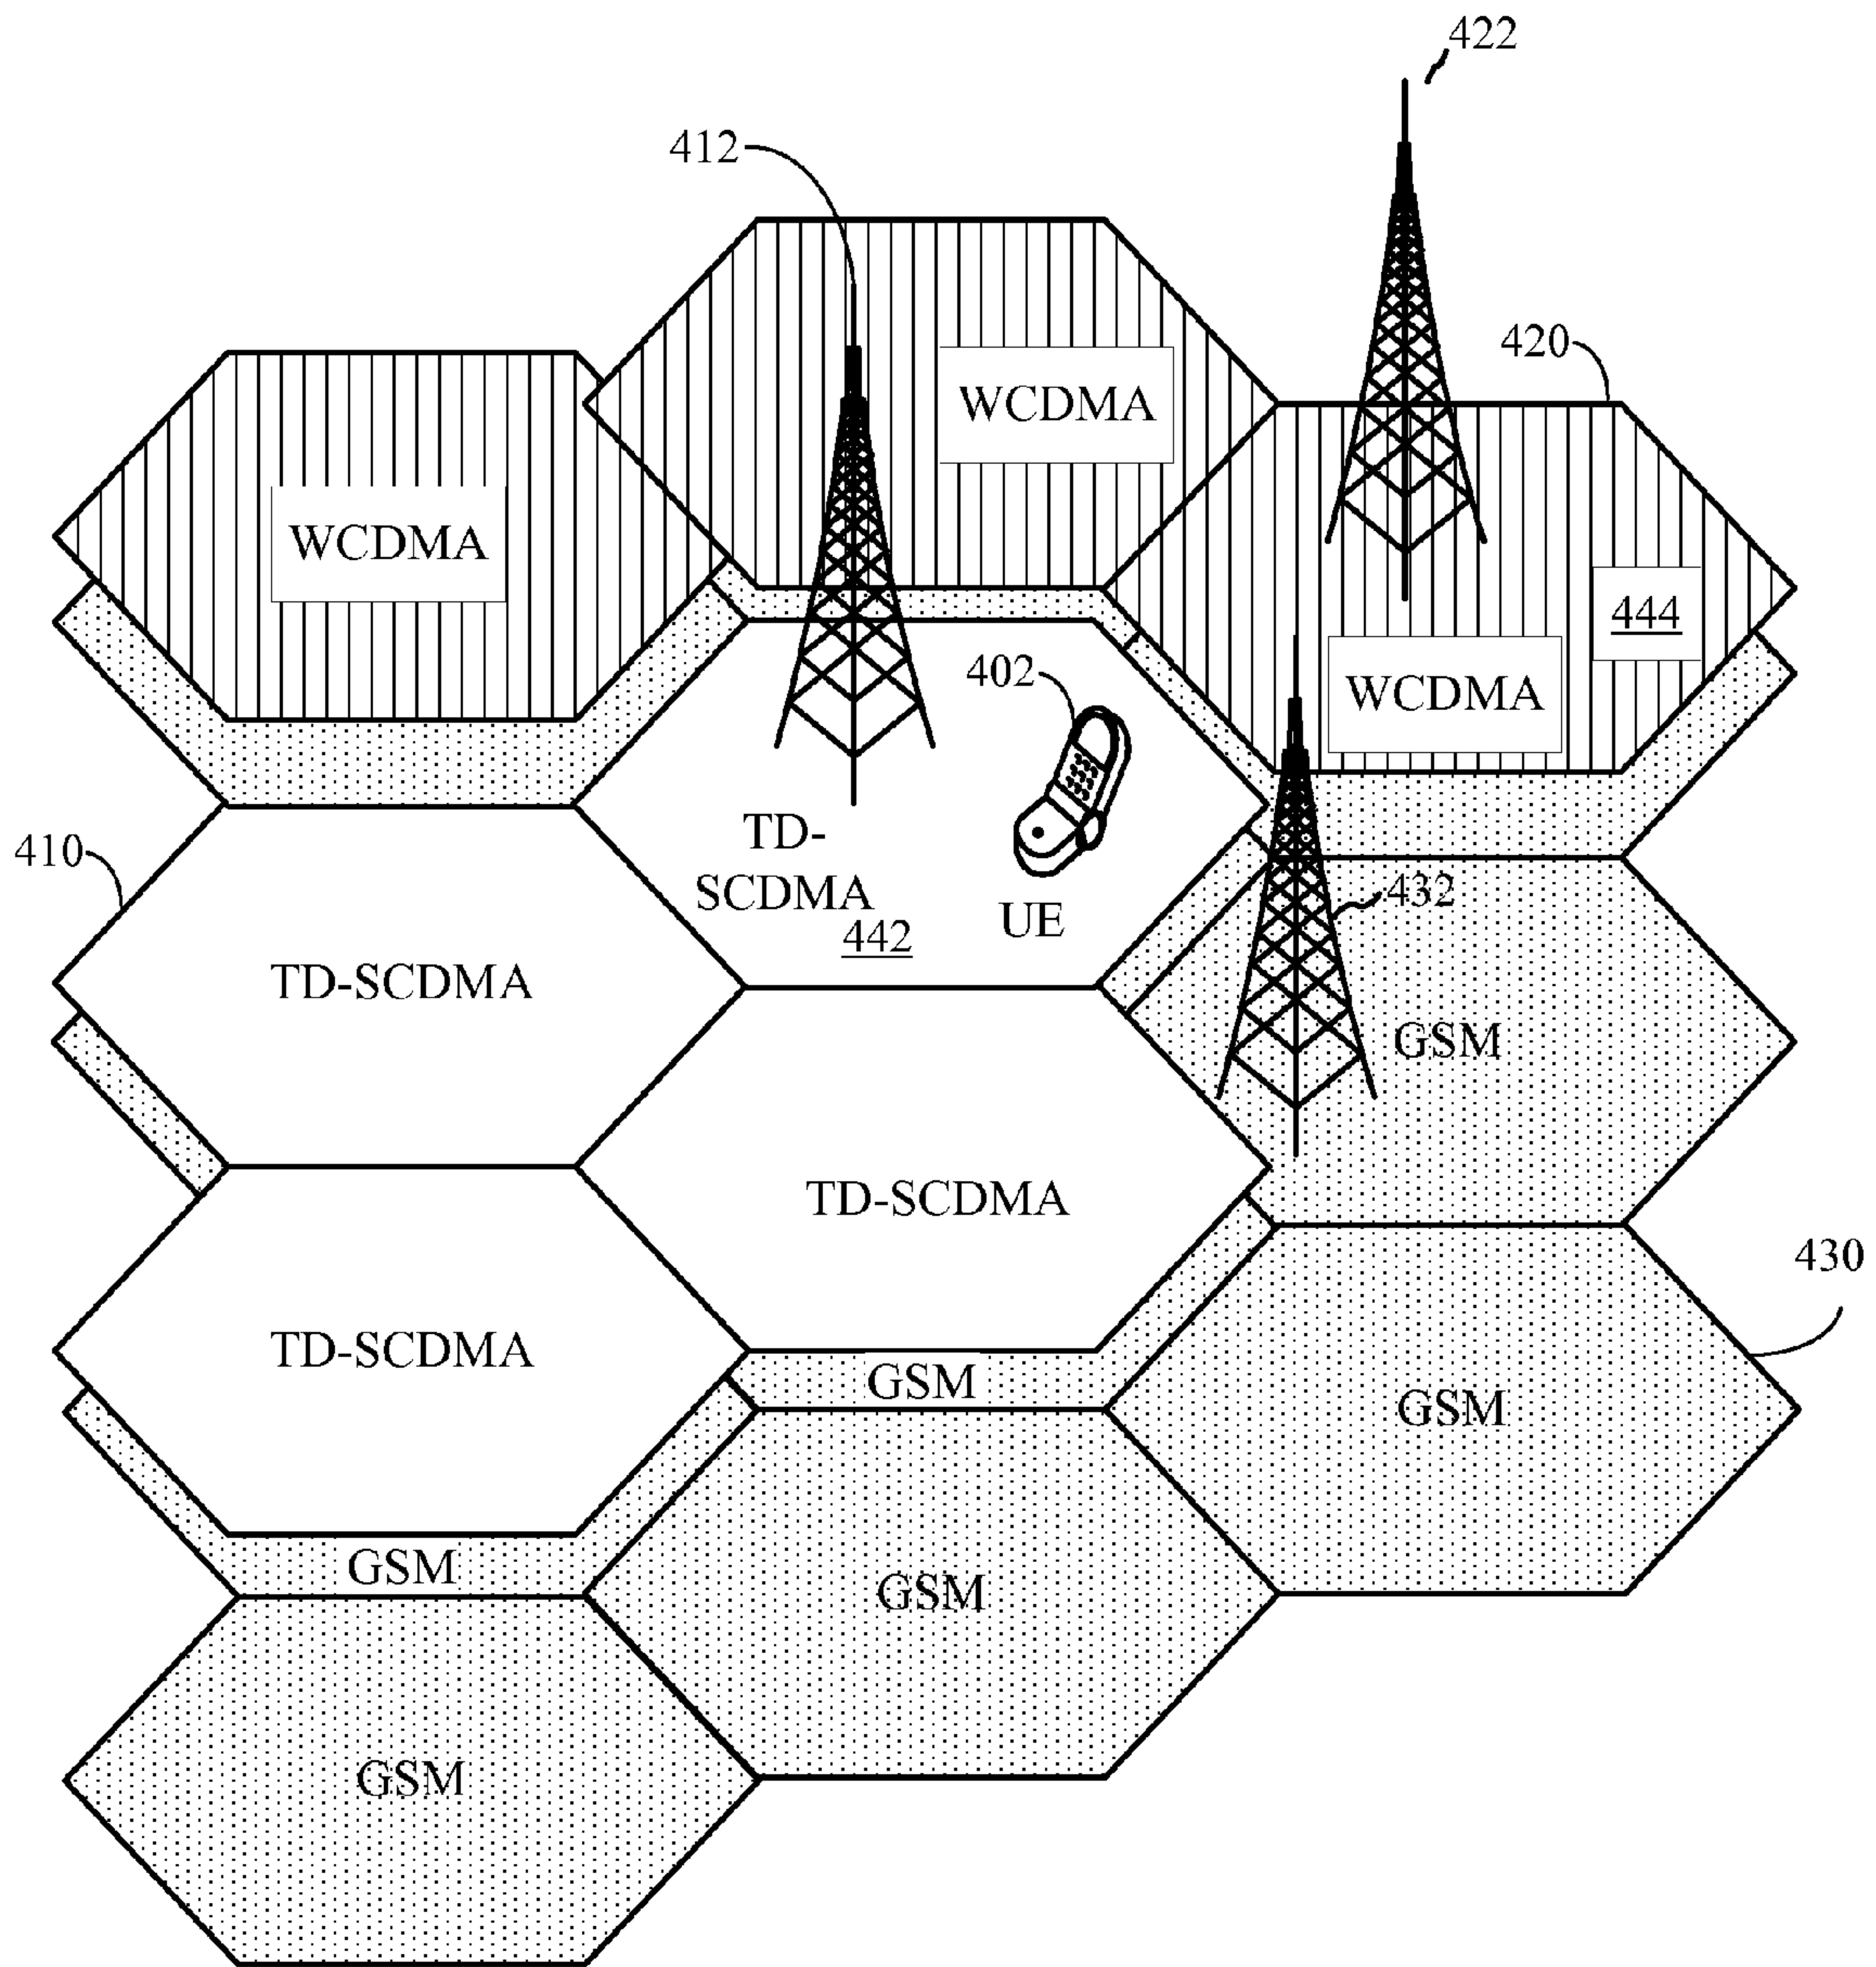 422
412
420
WCDMA
WCDMA
444
402
WCDMA
TD-
SCDMA
410
432
442
UE
TD-SCDMA
GSM
TD-SCDMA
430
TD-SCDMA
GSM
GSM
GSM
GSM
GSM